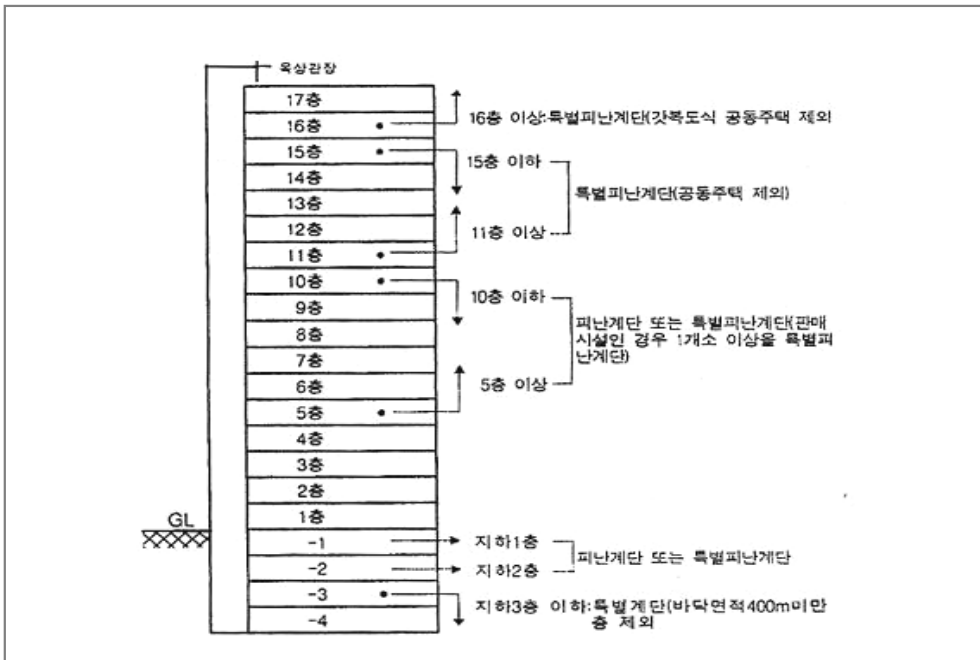 옥상관장
17층
16층
16층 이상:특별피난계단(갓복도식 공동주택 제외
15층
15층 이하
14층
특별피난계단(공동주택 제외)
13층
12층
11층 이상
11층
10층
10층 이하
9층
피난계단 또는 특별피난계단(판매
시설인 경우 1개소 이상을 특별피
난계단)
8층
7층
6층
5층 이상
5층
4층
3층
2층
1층
GL
-1
지하1층
피난계단 또는 특별피난계단
-2
지하2층
-3
지하3층 이하:특별계단(바닥면적400m미만
층 제외
-4